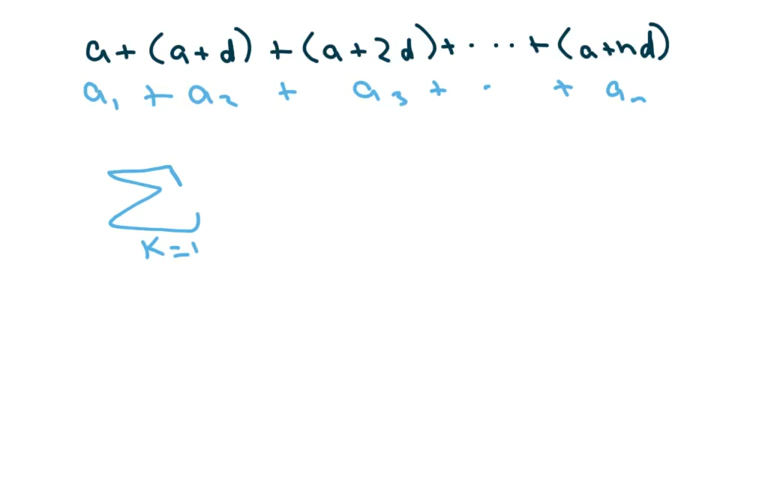 a + (a + d) + (a + 2d) + · · · + (a + nd)
a₁ + a₂ + a₃ + · + aₙ
∑
K = 1